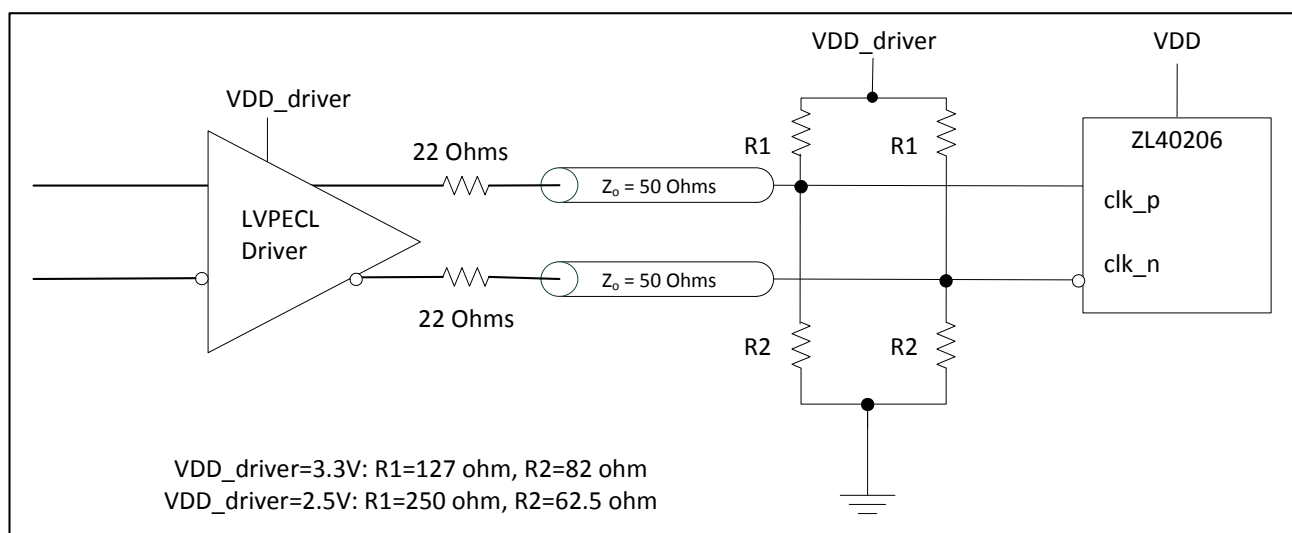 VDD_driver
VDD
VDD_driver
ZL40206
22 Ohms
R1
R1
Zo = 50 Ohms
clk_p
LVPECL
Driver
clk_n
Zo = 50 Ohms
22 Ohms
R2
R2
VDD_driver=3.3V: R1=127 ohm, R2=82 ohm
VDD_driver=2.5V: R1=250 ohm, R2=62.5 ohm